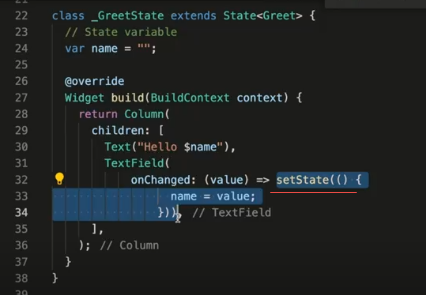 22 class _GreetState extends State<Greet> {
23 // State variable
24 var name = "";
25
26 @override
27 Widget build(BuildContext context) {
28 return Column(
29 children: [
30 Text("Hello $name"),
31 TextField(
32 onChanged: (value) => setState(() {
33 name = value;
34 })), // TextField
35 ],
36 ); // Column
37 }
38 }